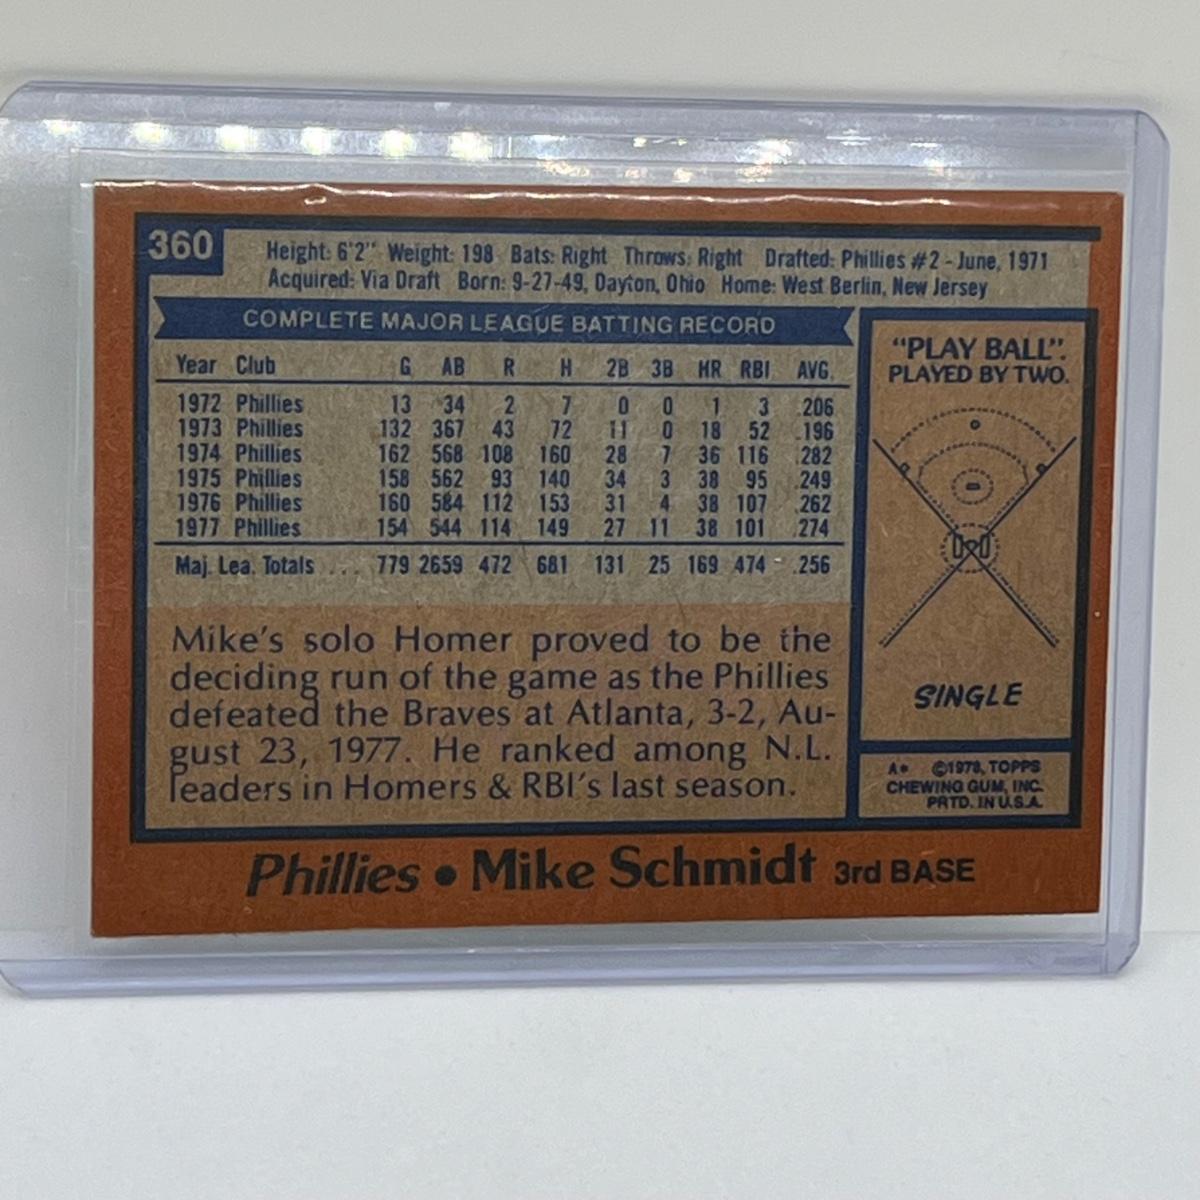 360
Height: 6'2" Weight: 198 Bats: Right Throws: Right Drafted: Phillies #2 - June, 1971
Acquired: Via Draft Born: 9-27-49, Dayton, Ohio Home: West Berlin, New Jersey
COMPLETE MAJOR LEAGUE BATTING RECORD
Year Club G AB R H 2B 3B HR RBI AVG.
1972 Phillies 13 34 2 7 0 0 1 3 .206
1973 Phillies 132 367 43 72 11 0 18 52 .196
1974 Phillies 162 568 108 160 28 7 36 116 .282
1975 Phillies 158 562 93 140 34 3 38 95 .249
1976 Phillies 160 584 112 153 31 4 38 107 .262
1977 Phillies 154 544 114 149 27 11 38 101 .274
Maj. Lea. Totals ... 779 2659 472 681 131 25 169 474 .256
Mike's solo Homer proved to be the
deciding run of the game as the Phillies
defeated the Braves at Atlanta, 3-2, Au-
gust 23, 1977. He ranked among N.L.
leaders in Homers & RBI's last season.
"PLAY BALL".
PLAYED BY TWO.
SINGLE
A* ©1978, TOPPS
CHEWING GUM, INC.
PRTD. IN U.S.A.
Phillies • Mike Schmidt 3rd BASE